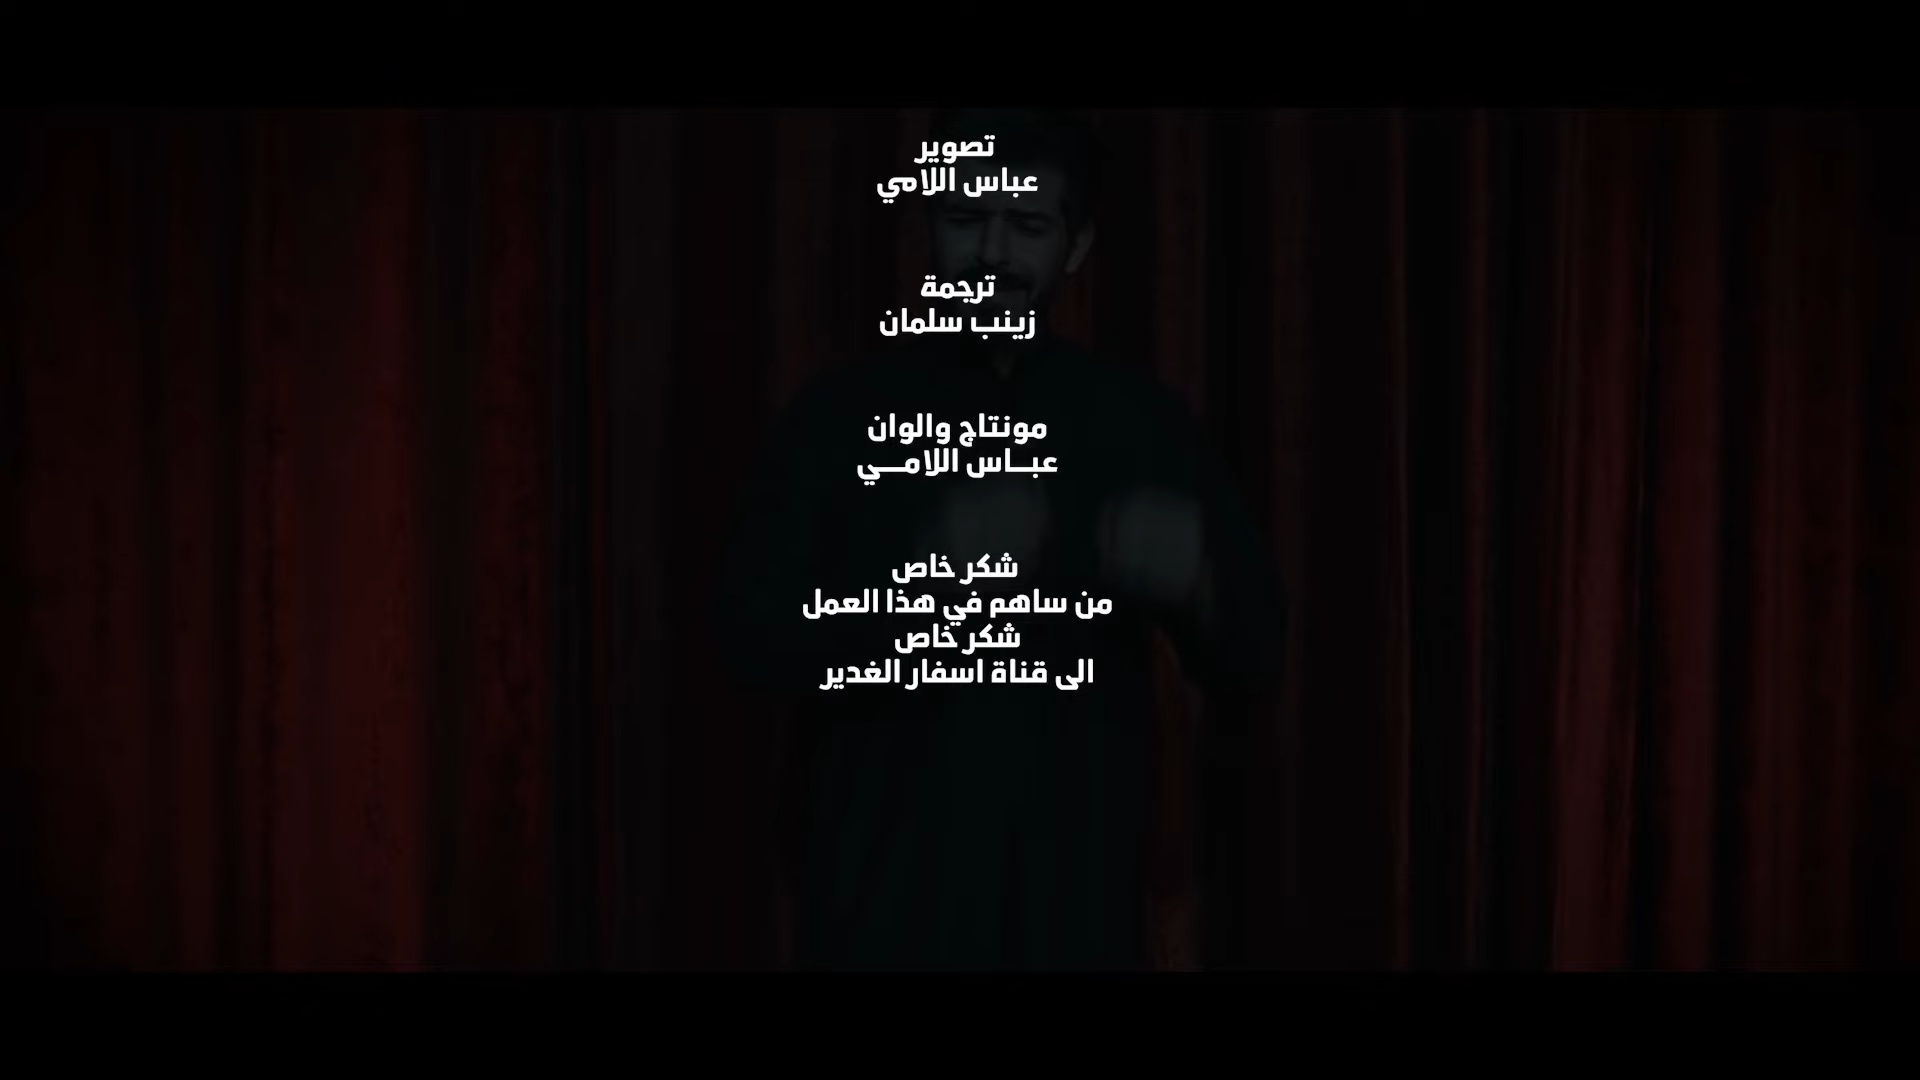 تصوير
عباس اللامي
ترجمة
زينب سلمان
مونتاج والوان
عبـــاس اللامـــي
شكر خاص
من ساهم في هذا العمل
شكر خاص
الى قناة اسفار الغدير